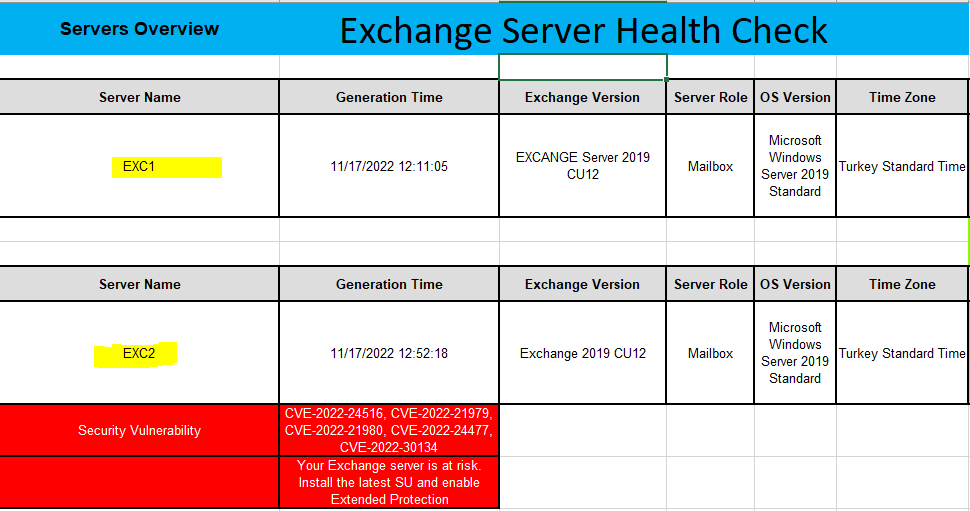 Servers Overview
Exchange Server Health Check
Server Name
Generation Time
Exchange Version
Server Role
OS Version
Time Zone
EXC1
11/17/2022 12:11:05
EXCANGE Server 2019
CU12
Mailbox
Microsoft
Windows
Server 2019
Standard
Turkey Standard Time
Server Name
Generation Time
Exchange Version
Server Role
OS Version
Time Zone
EXC2
11/17/2022 12:52:18
Exchange 2019 CU12
Mailbox
Microsoft
Windows
Server 2019
Standard
Turkey Standard Time
Security Vulnerability
CVE-2022-24516, CVE-2022-21979,
CVE-2022-21980, CVE-2022-24477,
CVE-2022-30134
Your Exchange server is at risk.
Install the latest SU and enable
Extended Protection